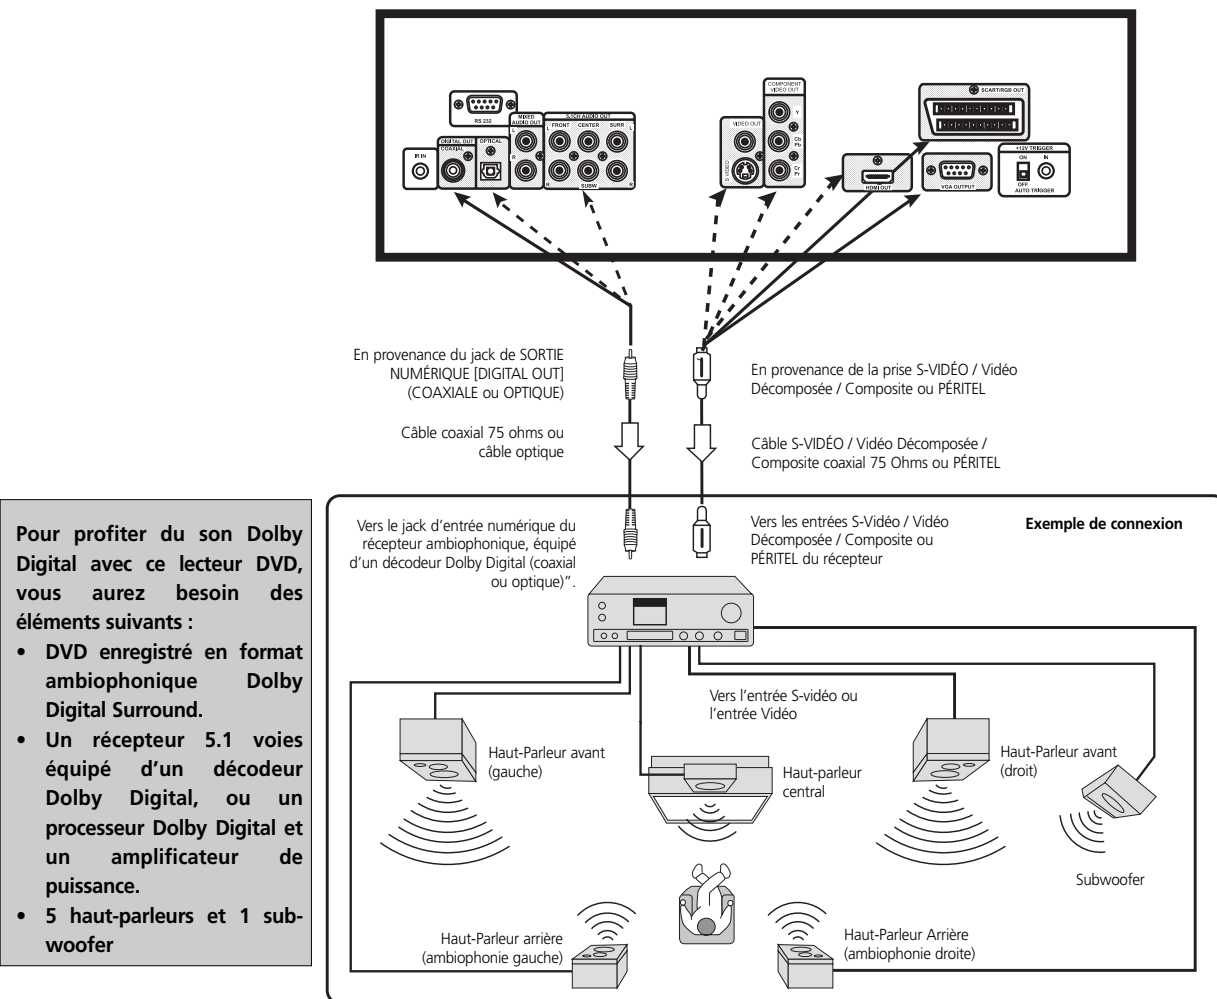 COMPONENT
VIDEO OUT
SCART/RGB OUT
RS 232
MIXED
AUDIO OUT
5.1CH AUDIO OUT
FRONT CENTER SURR
L
L
L
Y
VIDEO OUT
DIGITAL OUT
COAXIAL
OPTICAL
IR IN
R
R
SUBW
R
S VIDEO
Cb
Pb
Cr
Pr
HDMI OUT
VGA OUTPUT
+12V TRIGGER
ON
IN
OFF
AUTO TRIGGER
En provenance du jack de SORTIE
NUMÉRIQUE [DIGITAL OUT]
(COAXIALE ou OPTIQUE)
Câble coaxial 75 ohms ou
câble optique
En provenance de la prise S-VIDÉO / Vidéo
Décomposée / Composite ou PÉRITEL
Câble S-VIDÉO / Vidéo Décomposée /
Composite coaxial 75 Ohms ou PÉRITEL
Pour profiter du son Dolby
Digital avec ce lecteur DVD,
vous aurez besoin des
éléments suivants :
• DVD enregistré en format
ambiophonique Dolby
Digital Surround.
• Un récepteur 5.1 voies
équipé d'un décodeur
Dolby Digital, ou un
processeur Dolby Digital et
un amplificateur de
puissance.
• 5 haut-parleurs et 1 sub-
woofer
Vers le jack d'entrée numérique du
récepteur ambiophonique, équipé
d'un décodeur Dolby Digital (coaxial
ou optique)”.
Vers les entrées S-Vidéo / Vidéo
Décomposée / Composite ou
PÉRITEL du récepteur
Exemple de connexion
Vers l'entrée S-vidéo ou
l'entrée Vidéo
Haut-Parleur avant
(gauche)
Haut-parleur
central
Haut-Parleur avant
(droit)
Subwoofer
Haut-Parleur arrière
(ambiophonie gauche)
Haut-Parleur Arrière
(ambiophonie droite)